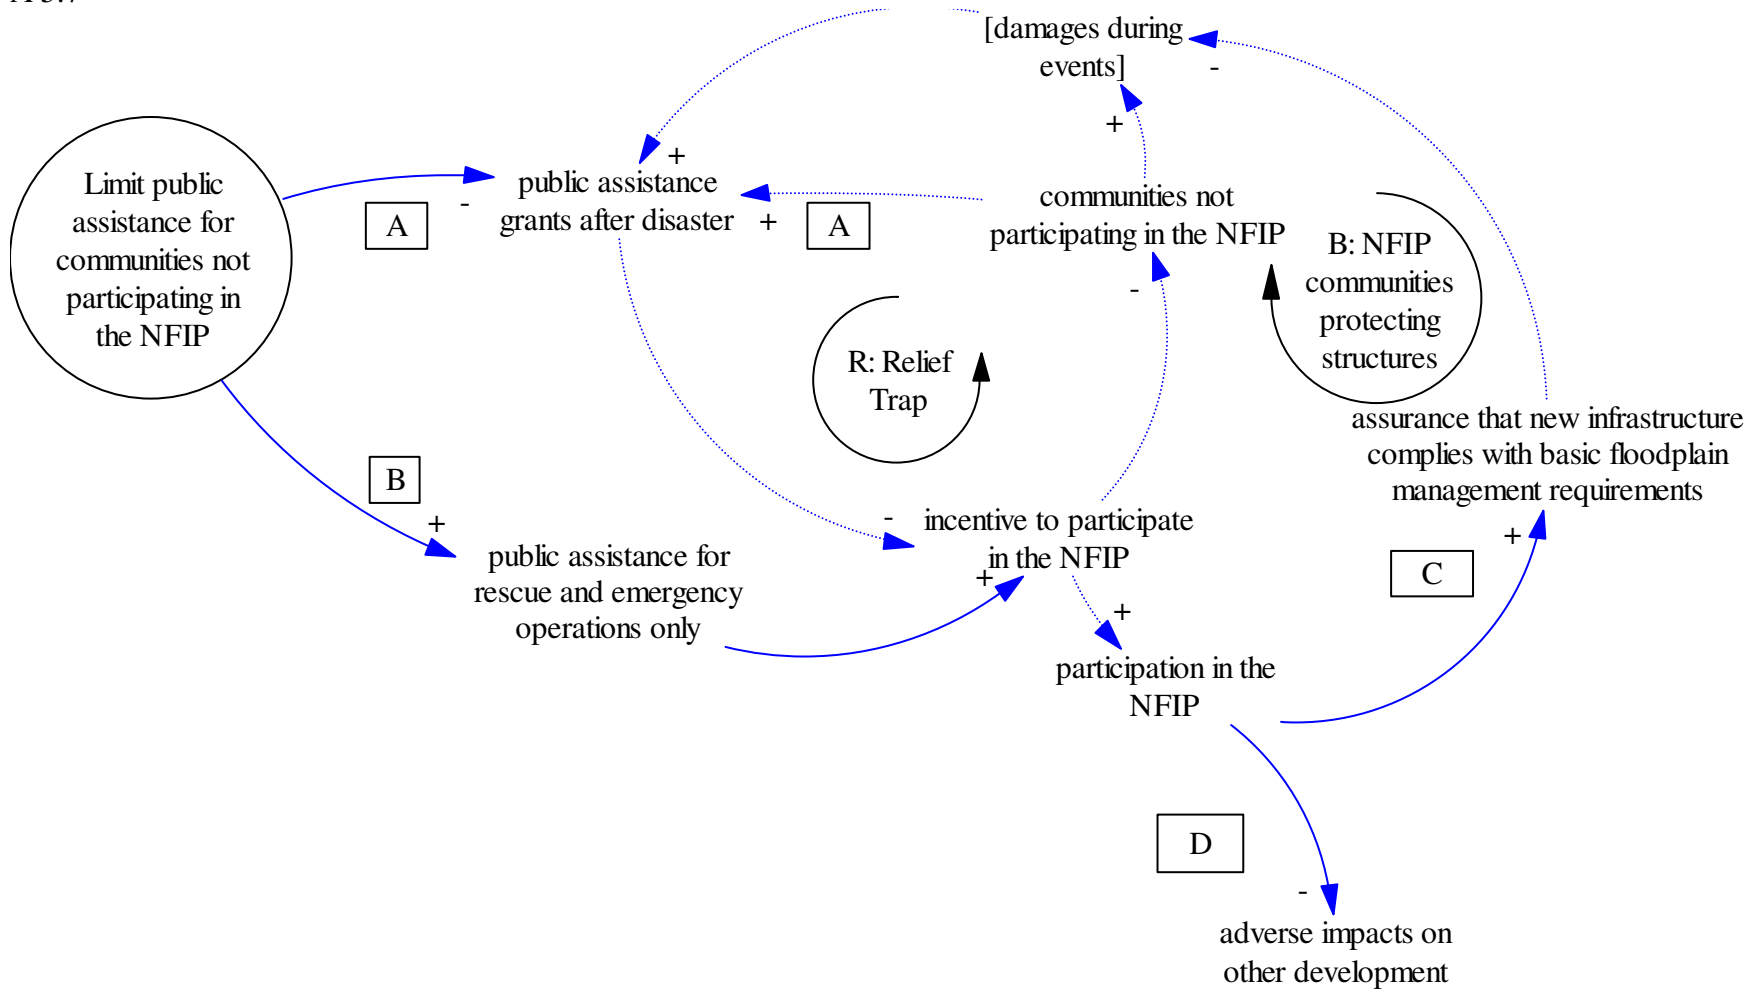 [damages during
events]
-
+
+
Limit public
assistance for
communities not
participating in
the NFIP
-
A
public assistance
grants after disaster
+
A
communities not
participating in the NFIP
-
B: NFIP
communities
protecting
structures
R: Relief
Trap
assurance that new infrastructure
complies with basic floodplain
management requirements
B
+
-
incentive to participate
in the NFIP
+
+
C
public assistance for
rescue and emergency
operations only
+
participation in the
NFIP
D
-
adverse impacts on
other development